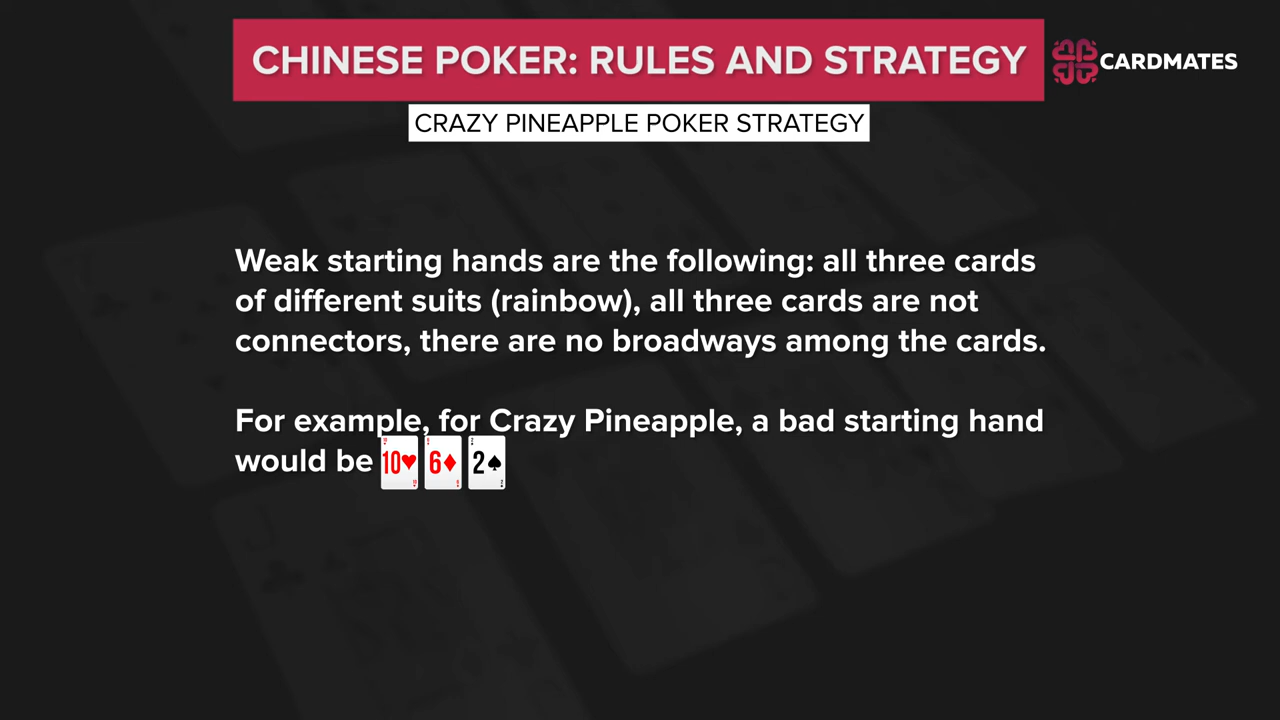 CHINESE POKER: RULES AND STRATEGY
CARDMATES
CRAZY PINEAPPLE POKER STRATEGY
Weak starting hands are the following: all three cards
of different suits (rainbow), all three cards are not
connectors, there are no broadways among the cards.
For example, for Crazy Pineapple, a bad starting hand
would be 10♥ 6♦ 2♠